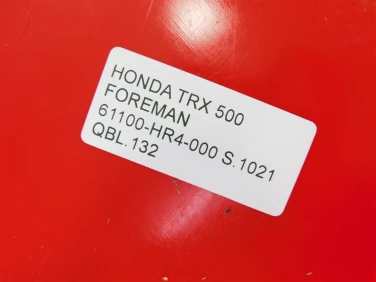 HONDA TRX 500
FOREMAN
61100-HR4-000 S.1021
QBL.132